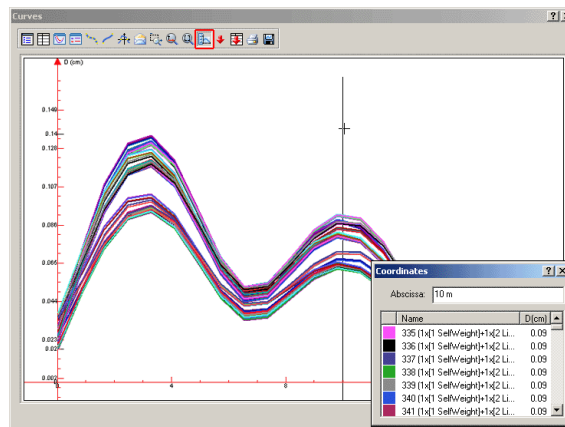 Curves
D (cm)
0.149
0.14
0.128
0.107
0.086
0.066
0.044
0.023
0.02
0.002
0.
4
8
Coordinates
Abscissa: 10 m
Name D(cm)
335 (1x[1 SelfWeight]+1x[2 Li... 0.09
336 (1x[1 SelfWeight]+1x[2 Li... 0.09
337 (1x[1 SelfWeight]+1x[2 Li... 0.09
338 (1x[1 SelfWeight]+1x[2 Li... 0.09
339 (1x[1 SelfWeight]+1x[2 Li... 0.09
340 (1x[1 SelfWeight]+1x[2 Li... 0.09
341 (1x[1 SelfWeight]+1x[2 Li... 0.09